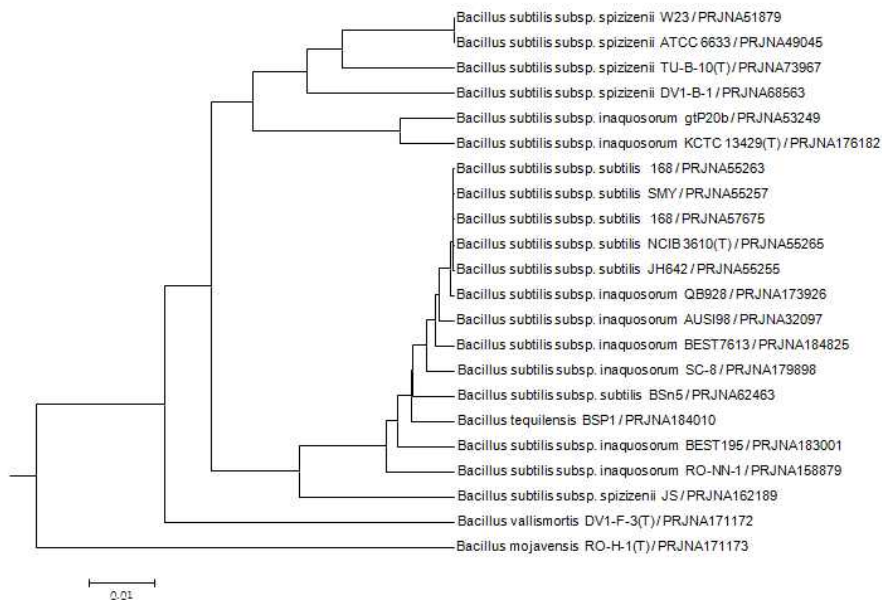 Bacillus subtilis subsp. spizizenii W23/PRJNA51879
Bacillus subtilis subsp. spizizenii ATCC 6633/PRJNA49045
Bacillus subtilis subsp. spizizenii TU-B-10(T)/PRJNA73967
Bacillus subtilis subsp. spizizenii DV1-B-1/PRJNA68563
Bacillus subtilis subsp. inaquosorum gtP20b/PRJNA53249
Bacillus subtilis subsp. inaquosorum KCTC 13429(T)/PRJNA176182
Bacillus subtilis subsp. subtilis 168/PRJNA55263
Bacillus subtilis subsp. subtilis SMY/PRJNA55257
Bacillus subtilis subsp. subtilis 168/PRJNA57675
Bacillus subtilis subsp. subtilis NCIB 3610(T)/PRJNA55265
Bacillus subtilis subsp. subtilis JH642/PRJNA55255
Bacillus subtilis subsp. inaquosorum QB928/PRJNA173926
Bacillus subtilis subsp. inaquosorum AUSI98/PRJNA32097
Bacillus subtilis subsp. inaquosorum BEST7613/PRJNA184825
Bacillus subtilis subsp. inaquosorum SC-8/PRJNA179898
Bacillus subtilis subsp. subtilis BSn5/PRJNA62463
Bacillus tequilensis BSP1/PRJNA184010
Bacillus subtilis subsp. inaquosorum BEST195/PRJNA183001
Bacillus subtilis subsp. inaquosorum RO-NN-1/PRJNA158879
Bacillus subtilis subsp. spizizenii JS/PRJNA162189
Bacillus vallismortis DV1-F-3(T)/PRJNA171172
Bacillus mojavensis RO-H-1(T)/PRJNA171173
0.01